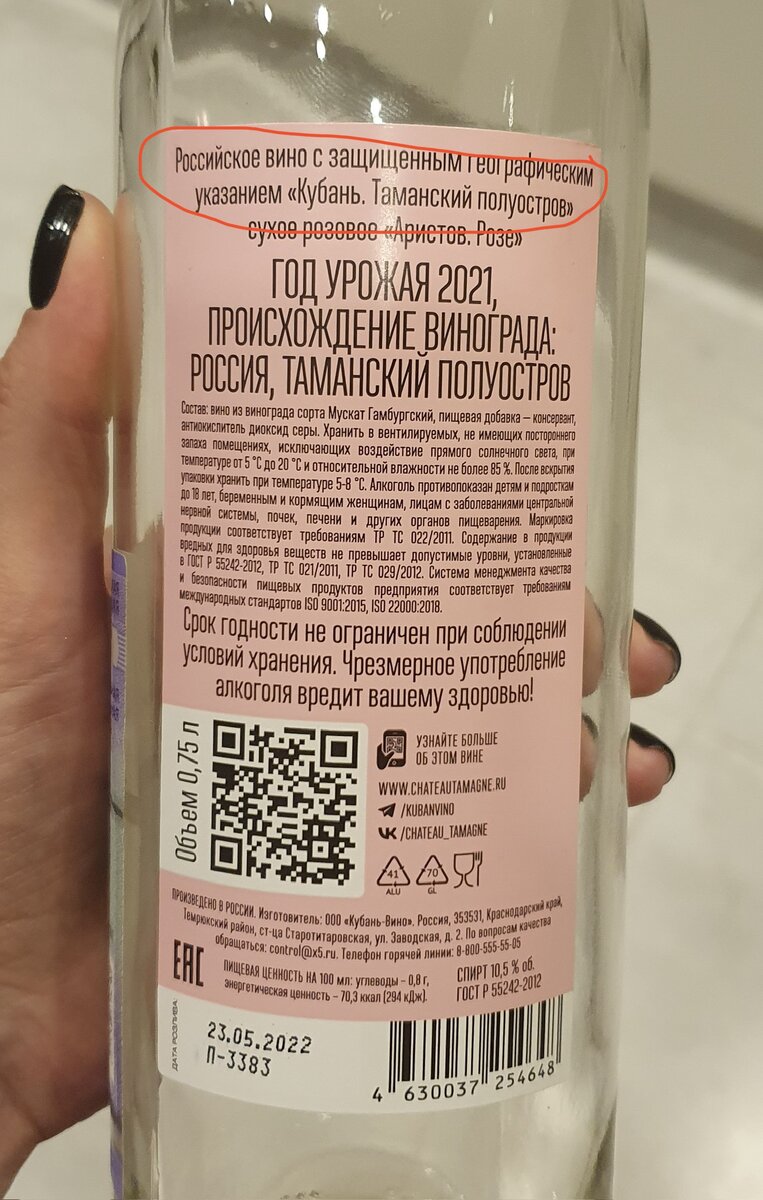 Российское вино с защищенным географическим
указанием «Кубань. Таманский полуостров»
сухое розовое «Аристов. Розе»
ГОД УРОЖАЯ 2021,
ПРОИСХОЖДЕНИЕ ВИНОГРАДА:
РОССИЯ, ТАМАНСКИЙ ПОЛУОСТРОВ
Состав: вино из винограда сорта Мускат Гамбургский, пищевая добавка – консервант,
антиокислитель диоксид серы. Хранить в вентилируемых, не имеющих постороннего
запаха помещениях, исключающих воздействие прямого солнечного света, при
температуре от 5 °С до 20 °С и относительной влажности не более 85 %. После вскрытия
упаковки хранить при температуре 5-8 °С. Алкоголь противопоказан детям и подросткам
до 18 лет, беременным и кормящим женщинам, лицам с заболеваниями центральной
нервной системы, почек, печени и других органов пищеварения. Маркировка
продукции соответствует требованиям ТР ТС 022/2011. Содержание в продукции
вредных для здоровья веществ не превышает допустимые уровни, установленные
в ГОСТ Р 55242-2012, ТР ТС 021/2011, ТР ТС 029/2012. Система менеджмента качества
и безопасности пищевых продуктов предприятия соответствует требованиям
международных стандартов ISO 9001:2015, ISO 22000:2018.
Срок годности не ограничен при соблюдении
условий хранения. Чрезмерное употребление
алкоголя вредит вашему здоровью!
Объем 0,75 л
УЗНАЙТЕ БОЛЬШЕ
ОБ ЭТОМ ВИНЕ
WWW.CHATEAUTAMAGNE.RU
/KUBANVINO
/CHATEAU_TAMAGNE
41
ALU
70
GL
ПРОИЗВЕДЕНО В РОССИИ. Изготовитель: ООО «Кубань-Вино». Россия, 353531, Краснодарский край,
Темрюкский район, ст-ца Старотитаровская, ул. Заводская, д. 2. По вопросам качества
обращаться: control@x5.ru. Телефон горячей линии: 8-800-555-55-05
EAC
ПИЩЕВАЯ ЦЕННОСТЬ НА 100 мл: углеводы – 0,8 г,
энергетическая ценность – 70,3 ккал (294 кДж).
СПИРТ 10,5 % об.
ГОСТ Р 55242-2012
ДАТА РОЗЛИВА:
23.05.2022
П-3383
4 630037 254648